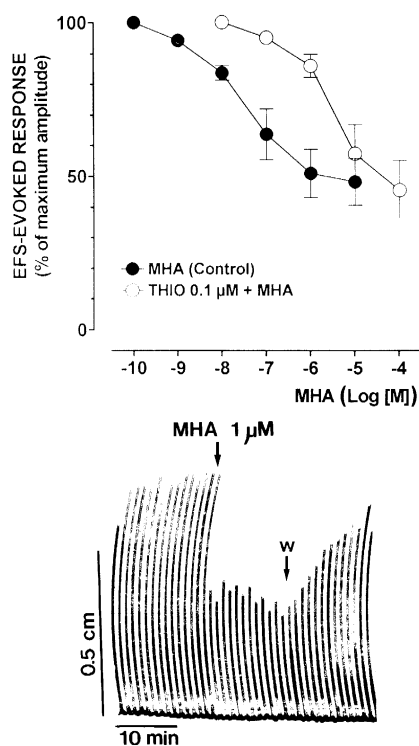 EFS-EVOKED RESPONSE
(% of maximum amplitude)
100
50
0
MHA (Control)
THIO 0.1 µM + MHA
-10 -9 -8 -7 -6 -5 -4
MHA (Log [M])
MHA 1 µM
w
0.5 cm
10 min